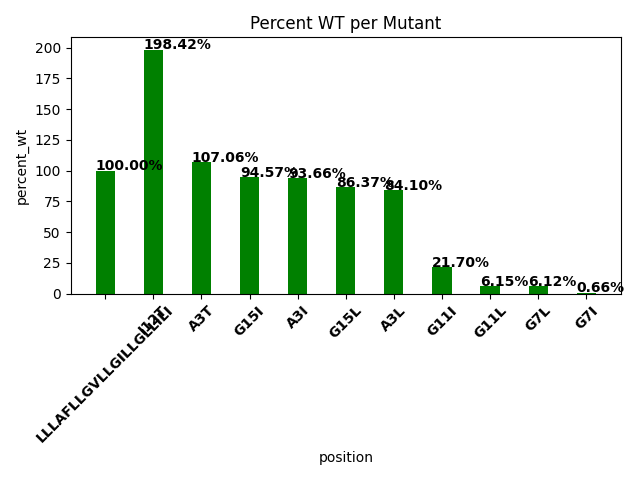 Percent WT per Mutant
percent_wt
200
175
150
125
100
75
50
25
0
100.00%
198.42%
107.06%
94.57%
93.66%
86.37%
84.10%
21.70%
6.15%
6.12%
0.66%
LLLAFLLGVLLGILLGLLILI
I12T
A3T
G15I
A3I
G15L
A3L
G11I
G11L
G7L
G7I
position